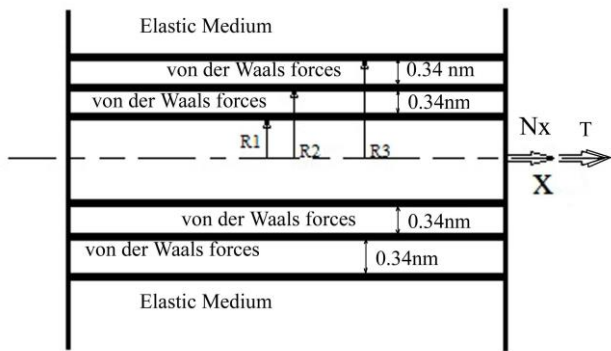 Elastic Medium
von der Waals forces
0.34 nm
von der Waals forces
0.34nm
R1
R2
R3
Nx
T
X
von der Waals forces
0.34nm
von der Waals forces
0.34nm
Elastic Medium